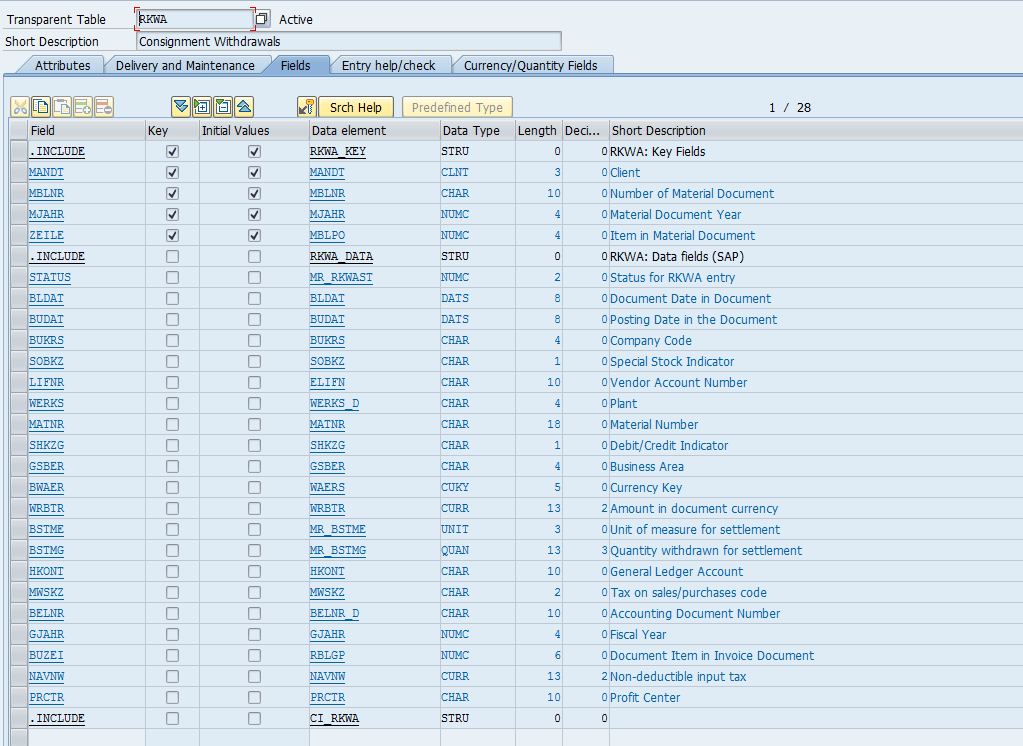 Transparent Table RKWA Active
Short Description Consignment Withdrawals
Attributes Delivery and Maintenance Fields Entry help/check Currency/Quantity Fields
Srch Help Predefined Type 1 / 28
Field Key Initial Values Data element Data Type Length Deci... Short Description
.INCLUDE RKWA_KEY STRU 0 0 RKWA: Key Fields
MANDT MANDT CLNT 3 0 Client
MBLNR MBLNR CHAR 10 0 Number of Material Document
MJAHR MJAHR NUMC 4 0 Material Document Year
ZEILE MBLPO NUMC 4 0 Item in Material Document
.INCLUDE RKWA_DATA STRU 0 0 RKWA: Data fields (SAP)
STATUS MR_RKWAST NUMC 2 0 Status for RKWA entry
BLDAT BLDAT DATS 8 0 Document Date in Document
BUDAT BUDAT DATS 8 0 Posting Date in the Document
BUKRS BUKRS CHAR 4 0 Company Code
SOBKZ SOBKZ CHAR 1 0 Special Stock Indicator
LIFNR ELIFN CHAR 10 0 Vendor Account Number
WERKS WERKS_D CHAR 4 0 Plant
MATNR MATNR CHAR 18 0 Material Number
SHKZG SHKZG CHAR 1 0 Debit/Credit Indicator
GSBER GSBER CHAR 4 0 Business Area
BWAER WAERS CUKY 5 0 Currency Key
WRBTR WRBTR CURR 13 2 Amount in document currency
BSTME MR_BSTME UNIT 3 0 Unit of measure for settlement
BSTMG MR_BSTMG QUAN 13 3 Quantity withdrawn for settlement
HKONT HKONT CHAR 10 0 General Ledger Account
MWSKZ MWSKZ CHAR 2 0 Tax on sales/purchases code
BELNR BELNR_D CHAR 10 0 Accounting Document Number
GJAHR GJAHR NUMC 4 0 Fiscal Year
BUZEI RBLGP NUMC 6 0 Document Item in Invoice Document
NAVNW NAVNW CURR 13 2 Non-deductible input tax
PRCTR PRCTR CHAR 10 0 Profit Center
.INCLUDE CI_RKWA STRU 0 0